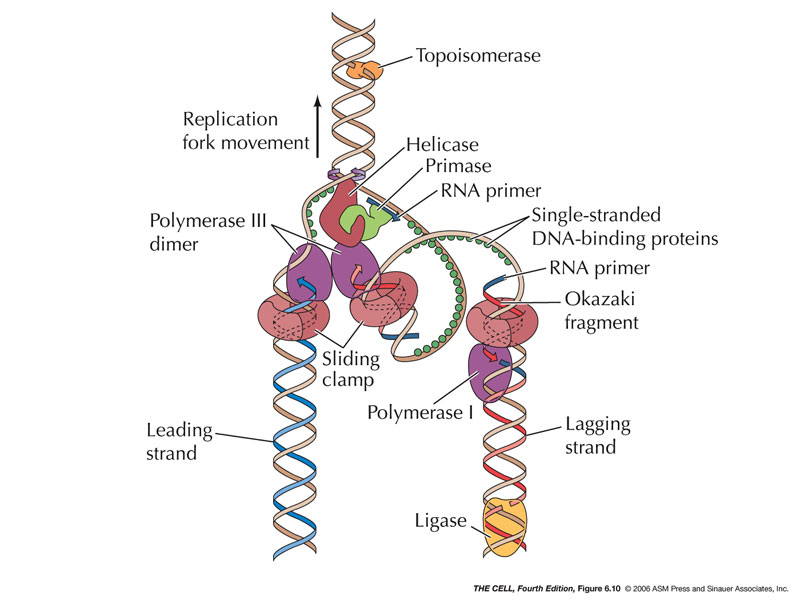 Topoisomerase
Replication
fork movement
Helicase
Primase
RNA primer
Polymerase III
dimer
Single-stranded
DNA-binding proteins
RNA primer
Okazaki
fragment
Sliding
clamp
Polymerase I
Leading
strand
Lagging
strand
Ligase
THE CELL, Fourth Edition, Figure 6.10 © 2006 ASM Press and Sinauer Associates, Inc.